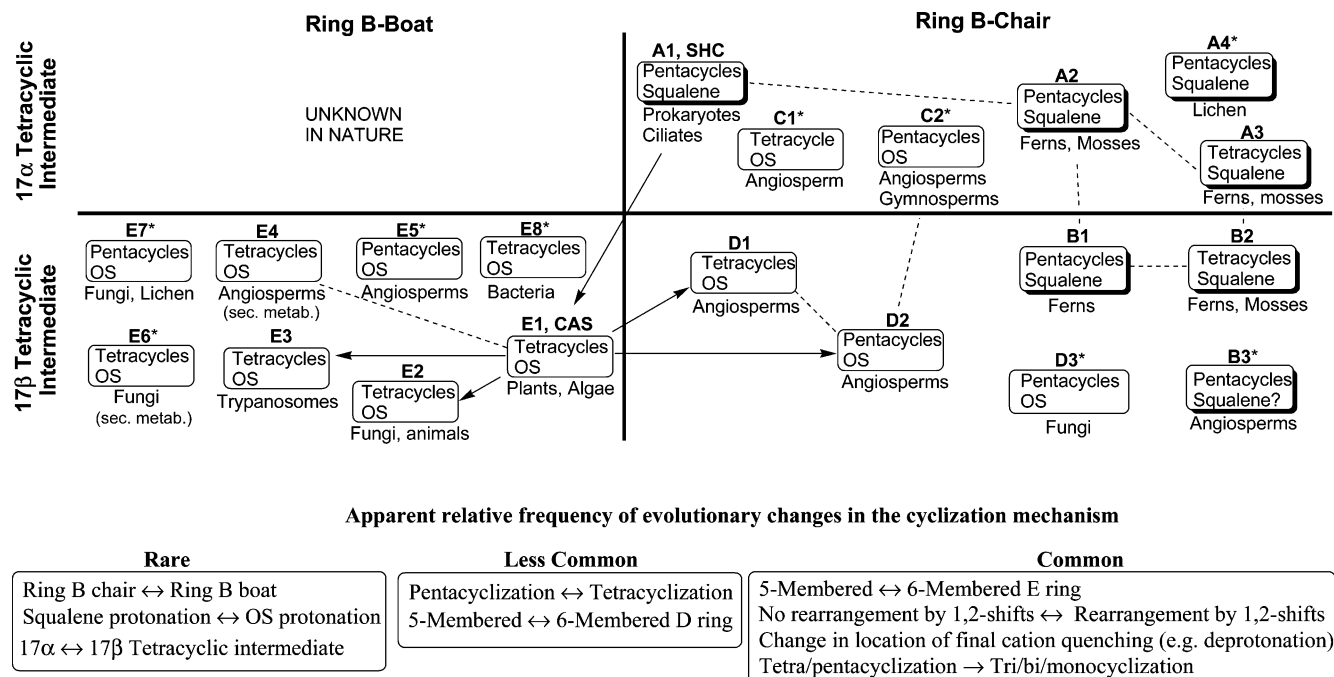 Ring B-Boat
Ring B-Chair
17α Tetracyclic
Intermediate
UNKNOWN
IN NATURE
A1, SHC
Pentacycles
Squalene
Prokaryotes
Ciliates
C1*
Tetracycle
OS
Angiosperm
C2*
Pentacycles
OS
Angiosperms
Gymnosperms
A2
Pentacycles
Squalene
Ferns, Mosses
A4*
Pentacycles
Squalene
Lichen
A3
Tetracycles
Squalene
Ferns, mosses
17β Tetracyclic
Intermediate
E7*
Pentacycles
OS
Fungi, Lichen
E4
Tetracycles
OS
Angiosperms
(sec. metab.)
E5*
Pentacycles
OS
Angiosperms
E8*
Tetracycles
OS
Bacteria
E6*
Tetracycles
OS
Fungi
(sec. metab.)
E3
Tetracycles
OS
Trypanosomes
E2
Tetracycles
OS
Fungi, animals
E1, CAS
Tetracycles
OS
Plants, Algae
D1
Tetracycles
OS
Angiosperms
D2
Pentacycles
OS
Angiosperms
B1
Pentacycles
Squalene
Ferns
B2
Tetracycles
Squalene
Ferns, Mosses
D3*
Pentacycles
OS
Fungi
B3*
Pentacycles
Squalene?
Angiosperms
Apparent relative frequency of evolutionary changes in the cyclization mechanism
Rare
Ring B chair ↔ Ring B boat
Squalene protonation ↔ OS protonation
17α ↔ 17β Tetracyclic intermediate
Less Common
Pentacyclization ↔ Tetracyclization
5-Membered ↔ 6-Membered D ring
Common
5-Membered ↔ 6-Membered E ring
No rearrangement by 1,2-shifts ↔ Rearrangement by 1,2-shifts
Change in location of final cation quenching (e.g. deprotonation)
Tetra/pentacyclization → Tri/bi/monocyclization